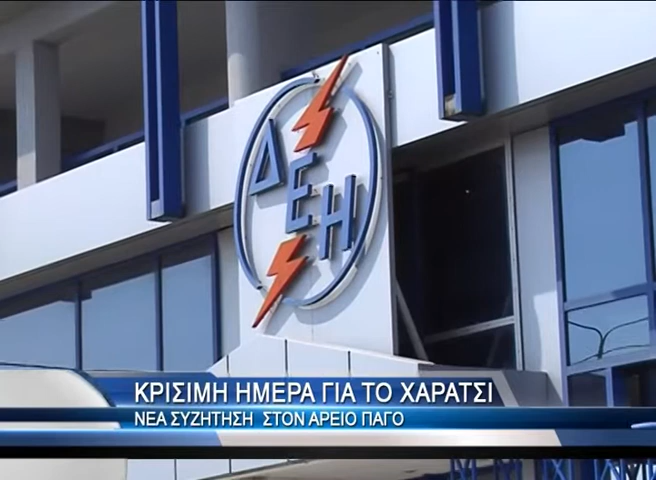 ΔΕΗ
ΚΡΙΣΙΜΗ ΗΜΕΡΑ ΓΙΑ ΤΟ ΧΑΡΑΤΣΙ
ΝΕΑ ΣΥΖΗΤΗΣΗ ΣΤΟΝ ΑΡΕΙΟ ΠΑΓΟ